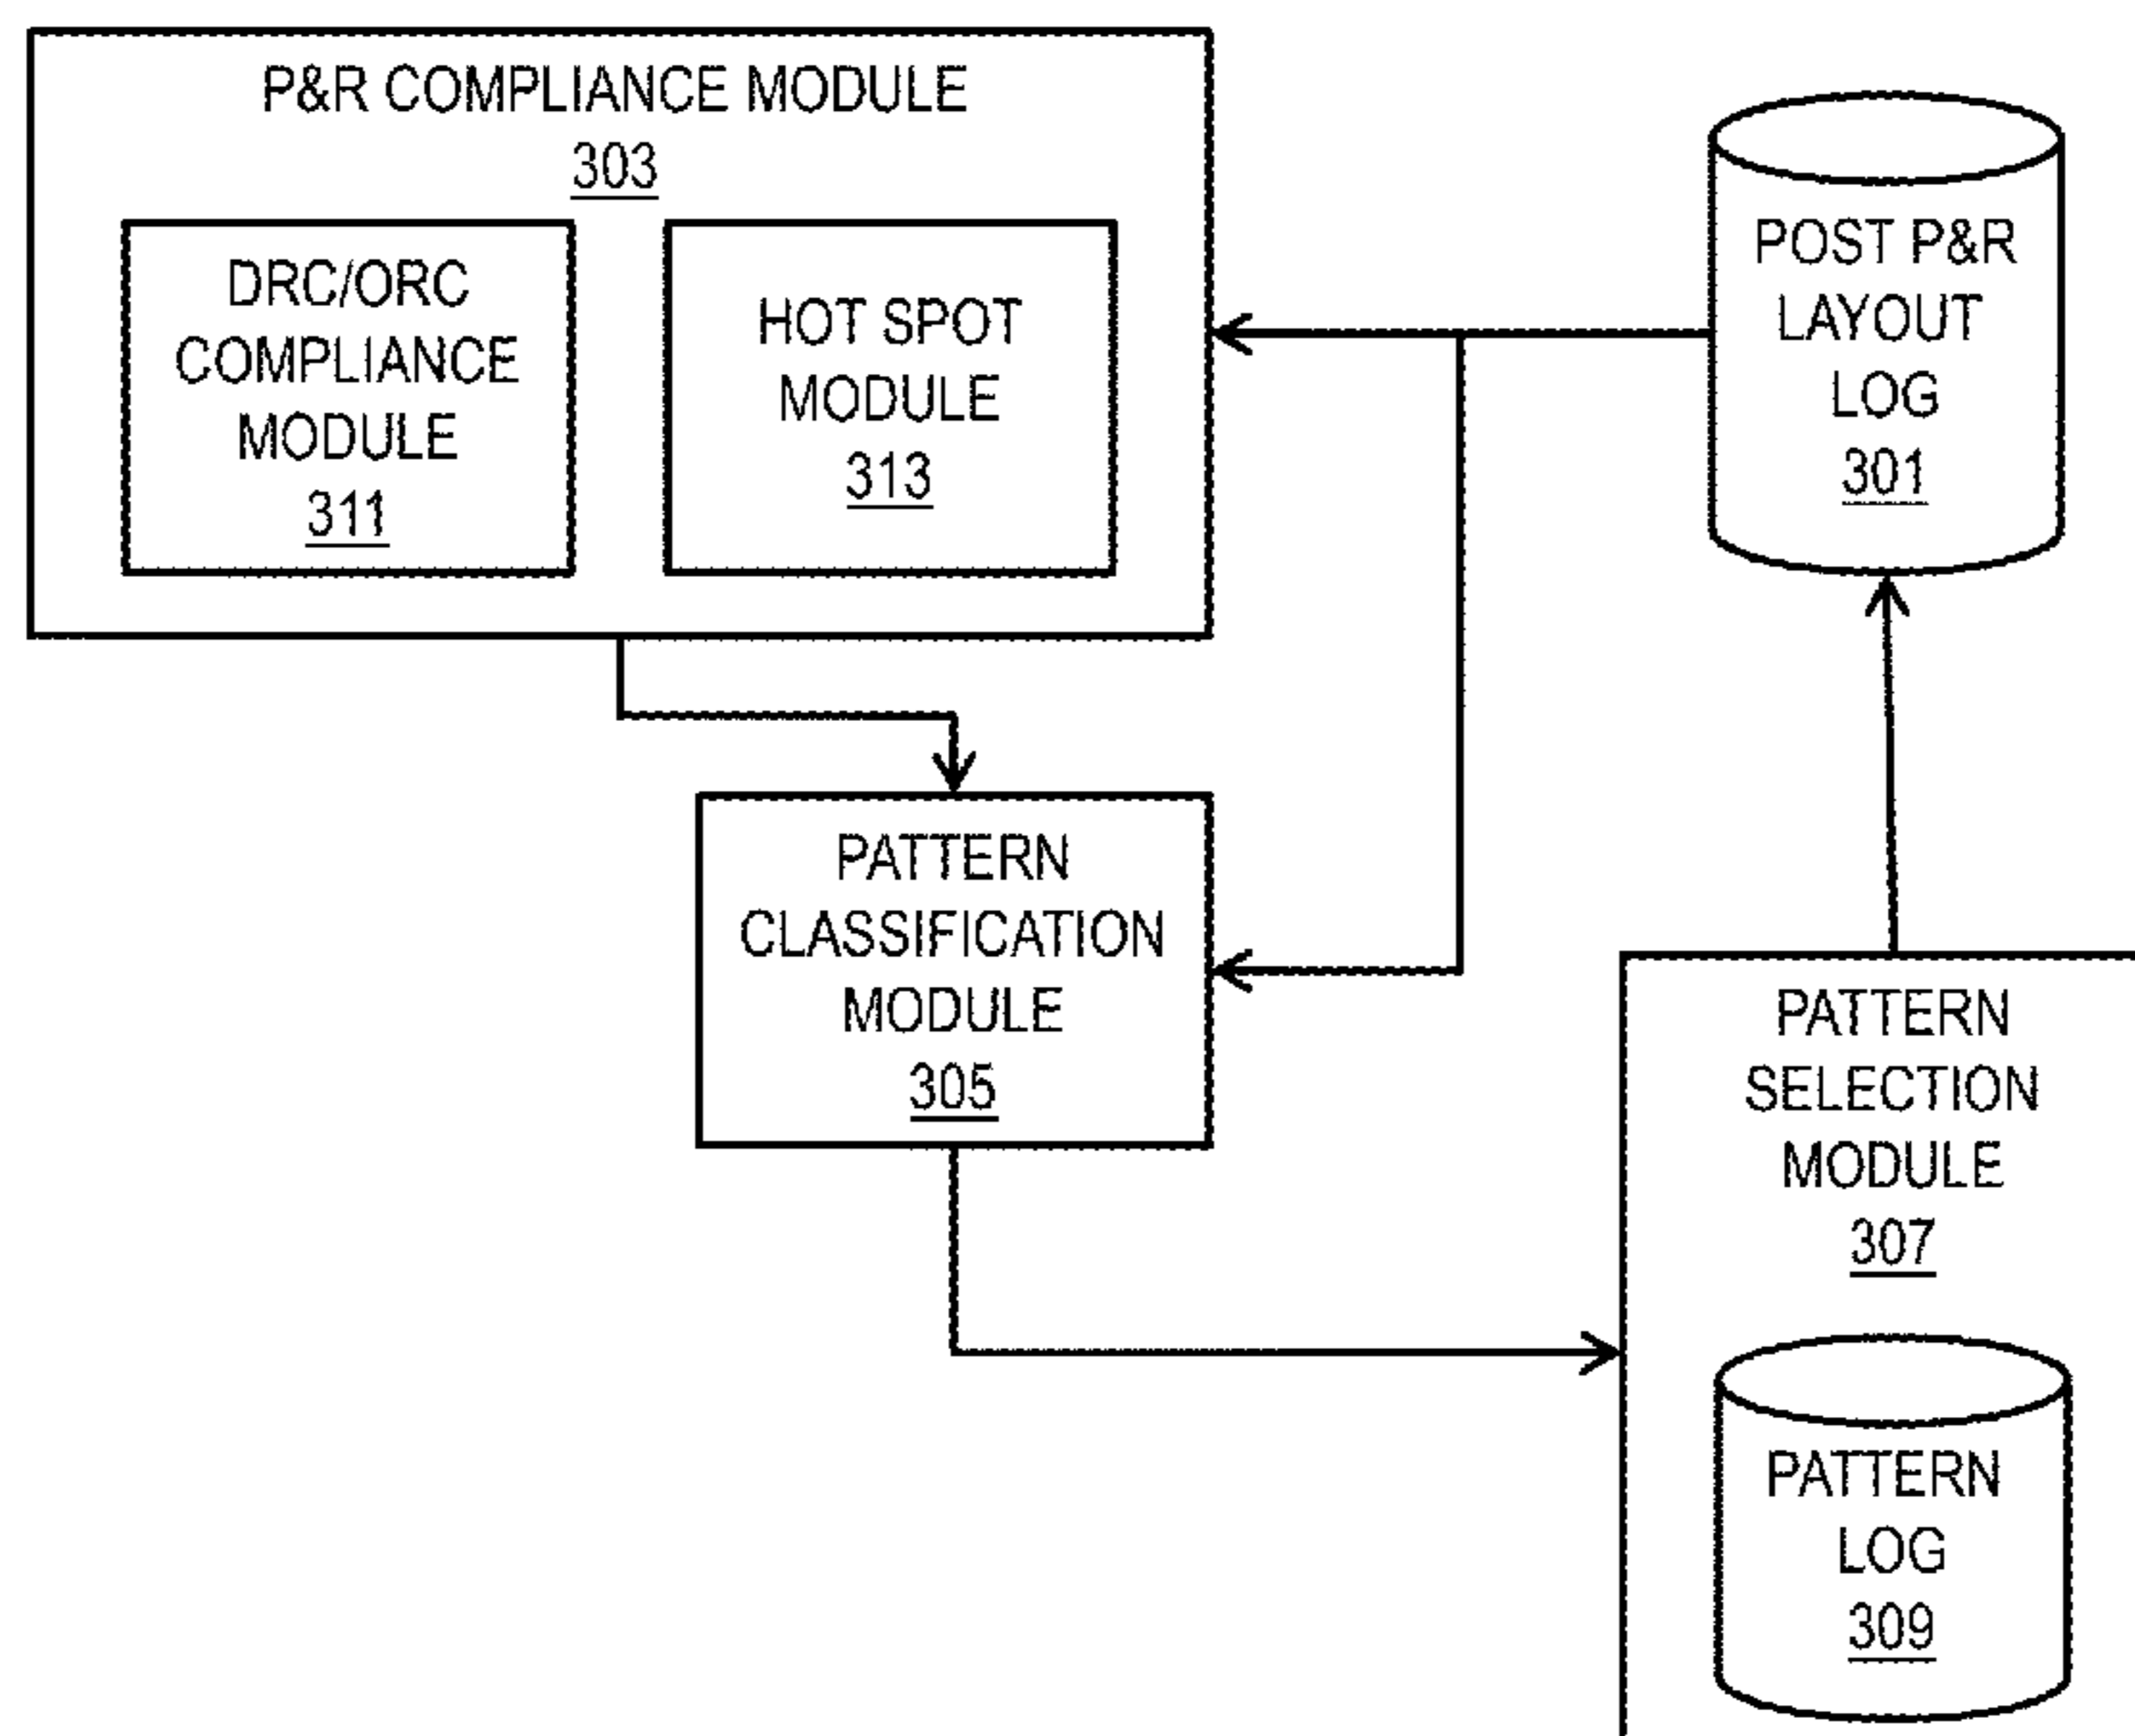 P&R COMPLIANCE MODULE
303
DRC/ORC
COMPLIANCE
MODULE
311
HOT SPOT
MODULE
313
POST P&R
LAYOUT
LOG
301
PATTERN
CLASSIFICATION
MODULE
305
PATTERN
SELECTION
MODULE
307
PATTERN
LOG
309